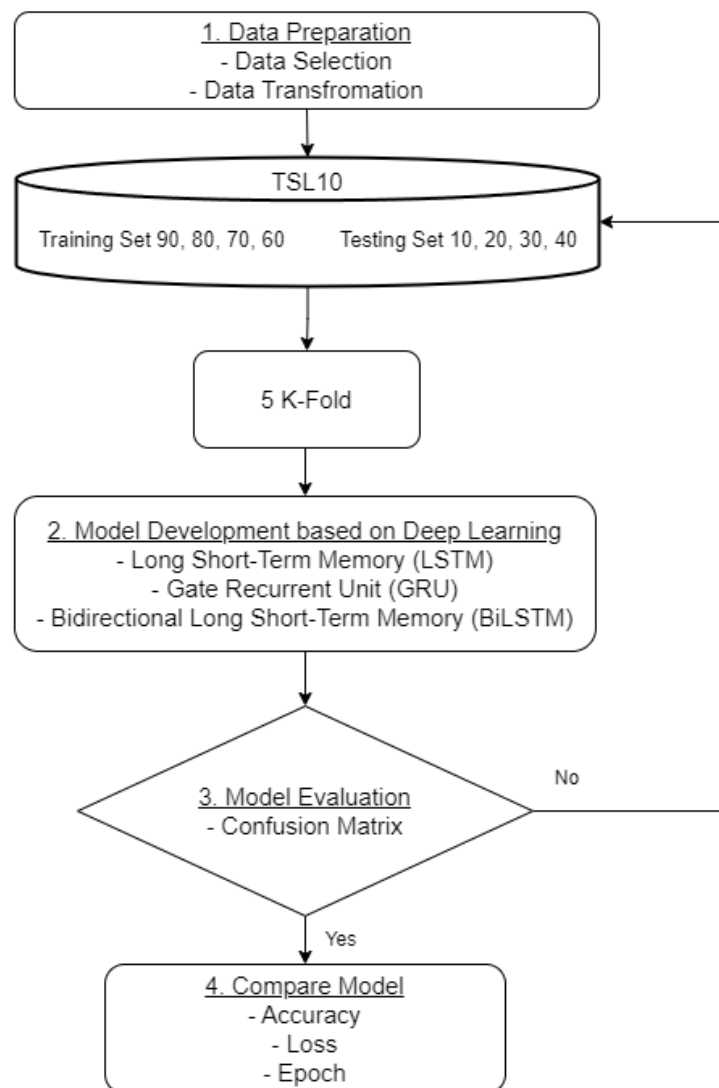 1. Data Preparation
- Data Selection
- Data Transfromation
TSL10
Training Set 90, 80, 70, 60
Testing Set 10, 20, 30, 40
5 K-Fold
2. Model Development based on Deep Learning
- Long Short-Term Memory (LSTM)
- Gate Recurrent Unit (GRU)
- Bidirectional Long Short-Term Memory (BiLSTM)
3. Model Evaluation
- Confusion Matrix
No
Yes
4. Compare Model
- Accuracy
- Loss
- Epoch